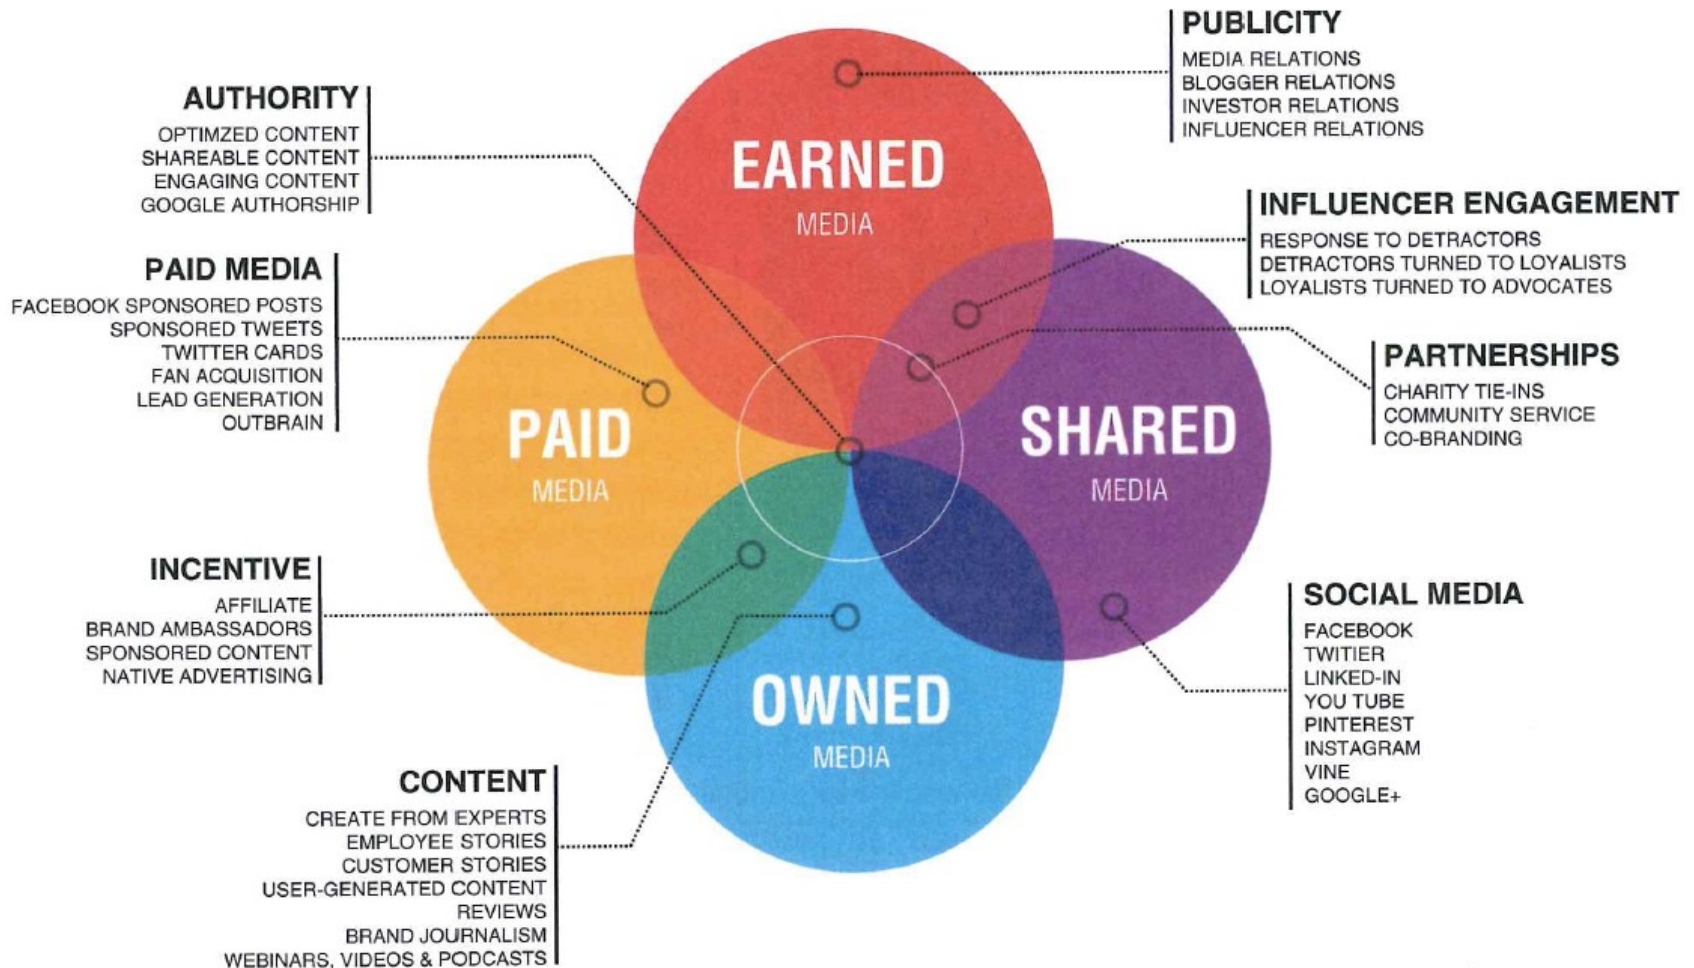 PUBLICITY
MEDIA RELATIONS
BLOGGER RELATIONS
INVESTOR RELATIONS
INFLUENCER RELATIONS
AUTHORITY
OPTIMZED CONTENT
SHAREABLE CONTENT
ENGAGING CONTENT
GOOGLE AUTHORSHIP
EARNED
MEDIA
INFLUENCER ENGAGEMENT
RESPONSE TO DETRACTORS
DETRACTORS TURNED TO LOYALISTS
LOYALISTS TURNED TO ADVOCATES
PAID MEDIA
FACEBOOK SPONSORED POSTS
SPONSORED TWEETS
TWITTER CARDS
FAN ACQUISITION
LEAD GENERATION
OUTBRAIN
PARTNERSHIPS
CHARITY TIE-INS
COMMUNITY SERVICE
CO-BRANDING
PAID
MEDIA
SHARED
MEDIA
INCENTIVE
AFFILIATE
BRAND AMBASSADORS
SPONSORED CONTENT
NATIVE ADVERTISING
SOCIAL MEDIA
FACEBOOK
TWITIER
LINKED-IN
YOU TUBE
PINTEREST
INSTAGRAM
VINE
GOOGLE+
OWNED
MEDIA
CONTENT
CREATE FROM EXPERTS
EMPLOYEE STORIES
CUSTOMER STORIES
USER-GENERATED CONTENT
REVIEWS
BRAND JOURNALISM
WEBINARS, VIDEOS & PODCASTS